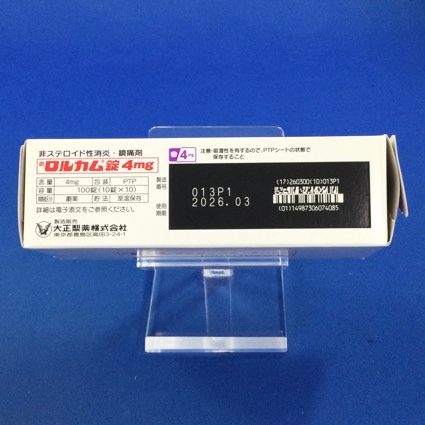 非ステロイド性消炎・鎮痛剤
劇 ロルカム®錠 4mg
含量 4mg 包装 PTP
容量 100錠(10錠×10)
規制区分 劇薬 貯法 室温保存
詳細は電子添文をご参照ください。
製造販売
大正製薬株式会社
東京都豊島区高田3-24-1
4mg
注意-吸湿性を有するので、PTPシートの状態で
保存すること
製造番号 013P1
使用期限 2026.03
(17)260300(10)013P1
(01)14987306074085